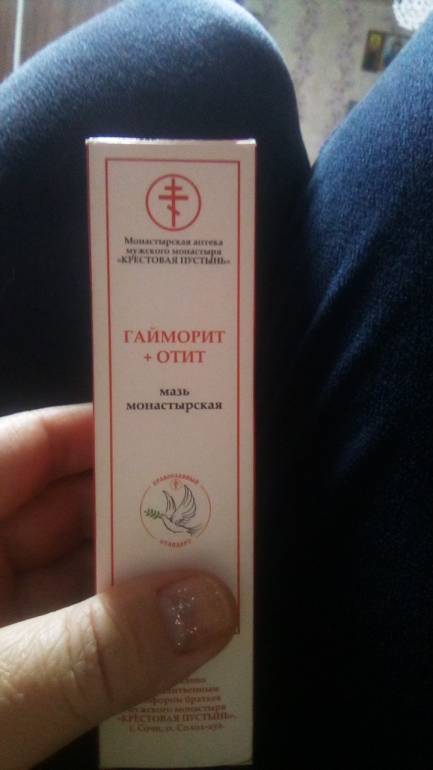 Монастырская аптека
мужского монастыря
«КРЕСТОВАЯ ПУСТЫНЬ»
ГАЙМОРИТ
+ ОТИТ
мазь
монастырская
ПРАВОСЛАВНЫЙ
СТАНДАРТ
братией
мужского монастыря
«КРЕСТОВАЯ ПУСТЫНЬ»,
г. Сочи, п. Солох-аул.